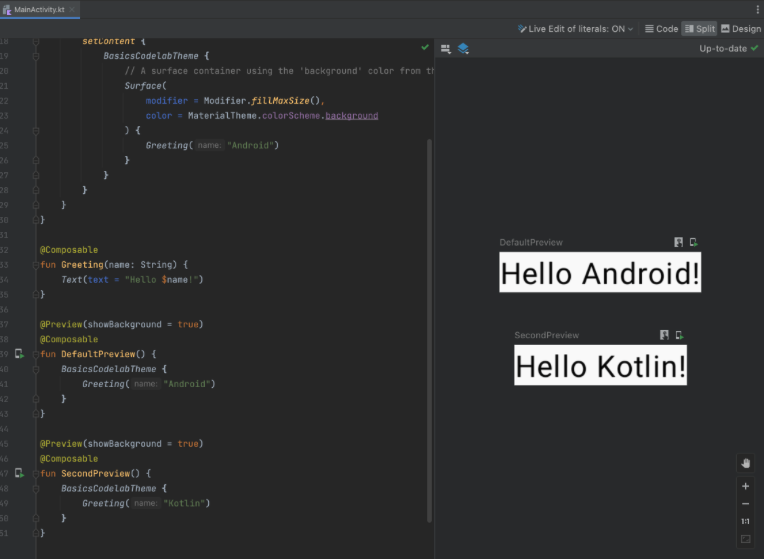 MainActivity.kt
Live Edit of literals: ON
Code
Split
Design
Up-to-date
18 setContent {
19 BasicsCodelabTheme {
20 // A surface container using the 'background' color from th
21 Surface(
22 modifier = Modifier.fillMaxSize(),
23 color = MaterialTheme.colorScheme.background
24 ) {
25 Greeting( name: "Android")
26 }
27 }
28 }
29 }
30 }
31
32 @Composable
33 fun Greeting(name: String) {
34 Text(text = "Hello $name!")
35 }
36
37 @Preview(showBackground = true)
38 @Composable
39 fun DefaultPreview() {
40 BasicsCodelabTheme {
41 Greeting( name: "Android")
42 }
43 }
44
45 @Preview(showBackground = true)
46 @Composable
47 fun SecondPreview() {
48 BasicsCodelabTheme {
49 Greeting( name: "Kotlin")
50 }
51 }
DefaultPreview
Hello Android!
SecondPreview
Hello Kotlin!
1:1